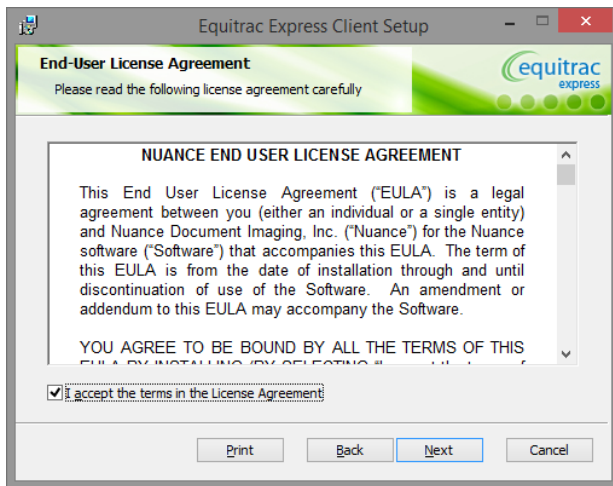 Equitrac Express Client Setup
End-User License Agreement
Please read the following license agreement carefully
equitrac
express
NUANCE END USER LICENSE AGREEMENT
This End User License Agreement (“EULA”) is a legal
agreement between you (either an individual or a single entity)
and Nuance Document Imaging, Inc. (“Nuance”) for the Nuance
software (“Software”) that accompanies this EULA. The term of
this EULA is from the date of installation through and until
discontinuation of use of the Software. An amendment or
addendum to this EULA may accompany the Software.
YOU AGREE TO BE BOUND BY ALL THE TERMS OF THIS
I accept the terms in the License Agreement
Print Back Next Cancel